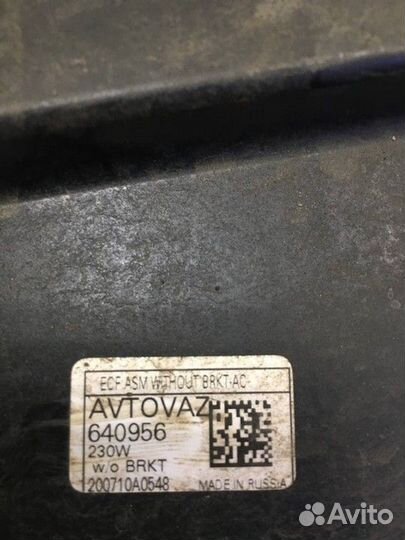 ECF ASM WITHOUT BRKT-AC
AVTOVAZ
640956
230W
w/o BRKT
200710A0548 MADE IN RUSSIA
Avito